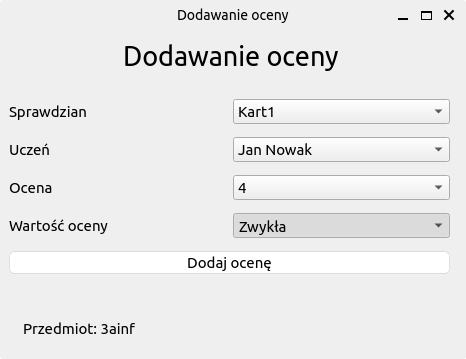 Dodawanie oceny
Dodawanie oceny
Sprawdzian Kart1
Uczeń Jan Nowak
Ocena 4
Wartość oceny Zwykła
Dodaj ocenę
Przedmiot: 3ainf